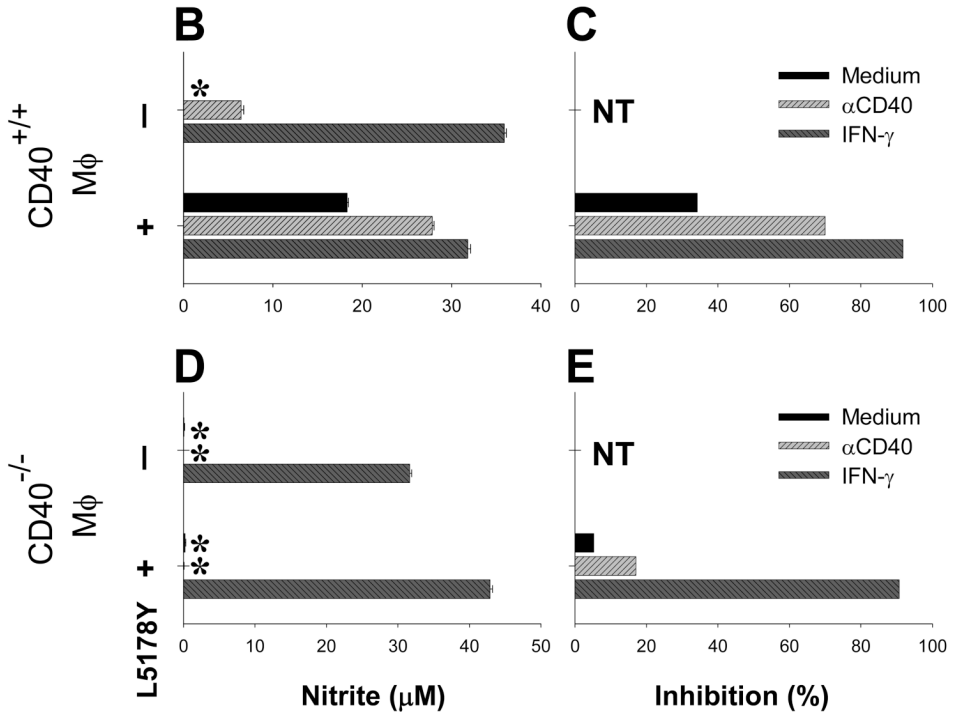 B
C
CD40+/+
Mϕ
*
–
+
NT
Medium
αCD40
IFN-γ
0 10 20 30 40
0 20 40 60 80 100
D
E
CD40-/-
Mϕ
*
*
–
*
*
+
NT
Medium
αCD40
IFN-γ
L5178Y
0 10 20 30 40 50
0 20 40 60 80 100
Nitrite (μM)
Inhibition (%)